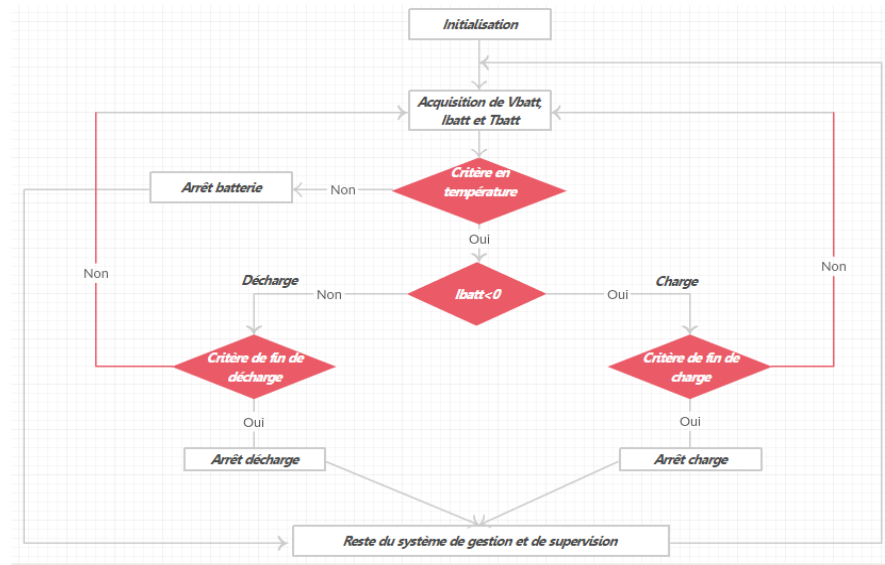 Initialisation
Acquisition de Vbatt,
Ibatt et Tbatt
Critère en
température
Arrêt batterie
Non
Oui
Décharge
Non
Ibatt<0
Oui
Charge
Non
Non
Critère de fin de
décharge
Critère de fin de
charge
Oui
Oui
Arrêt décharge
Arrêt charge
Reste du système de gestion et de supervision